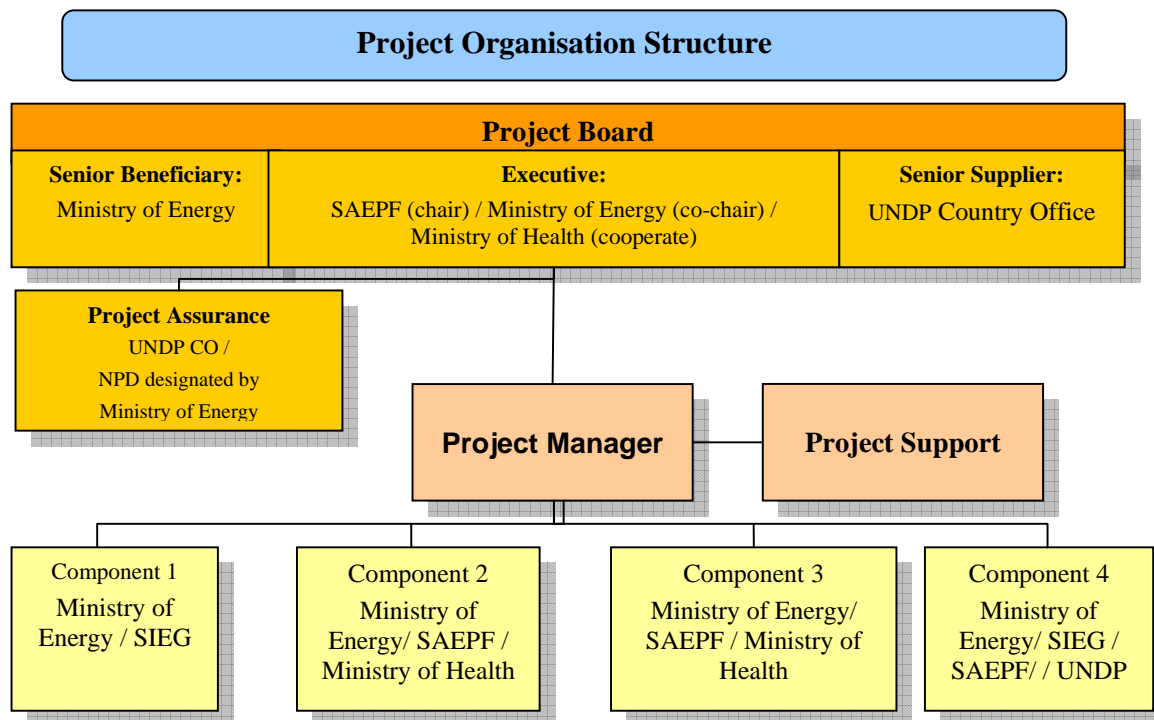 Project Organisation Structure
Project Board
Senior Beneficiary:
Ministry of Energy
Executive:
SAEPF (chair) / Ministry of Energy (co-chair) /
Ministry of Health (cooperate)
Senior Supplier:
UNDP Country Office
Project Assurance
UNDP CO /
NPD designated by
Ministry of Energy
Project Manager
Project Support
Component 1
Ministry of
Energy / SIEG
Component 2
Ministry of
Energy/ SAEPF /
Ministry of Health
Component 3
Ministry of Energy/
SAEPF / Ministry of
Health
Component 4
Ministry of
Energy/ SIEG /
SAEPF/ / UNDP